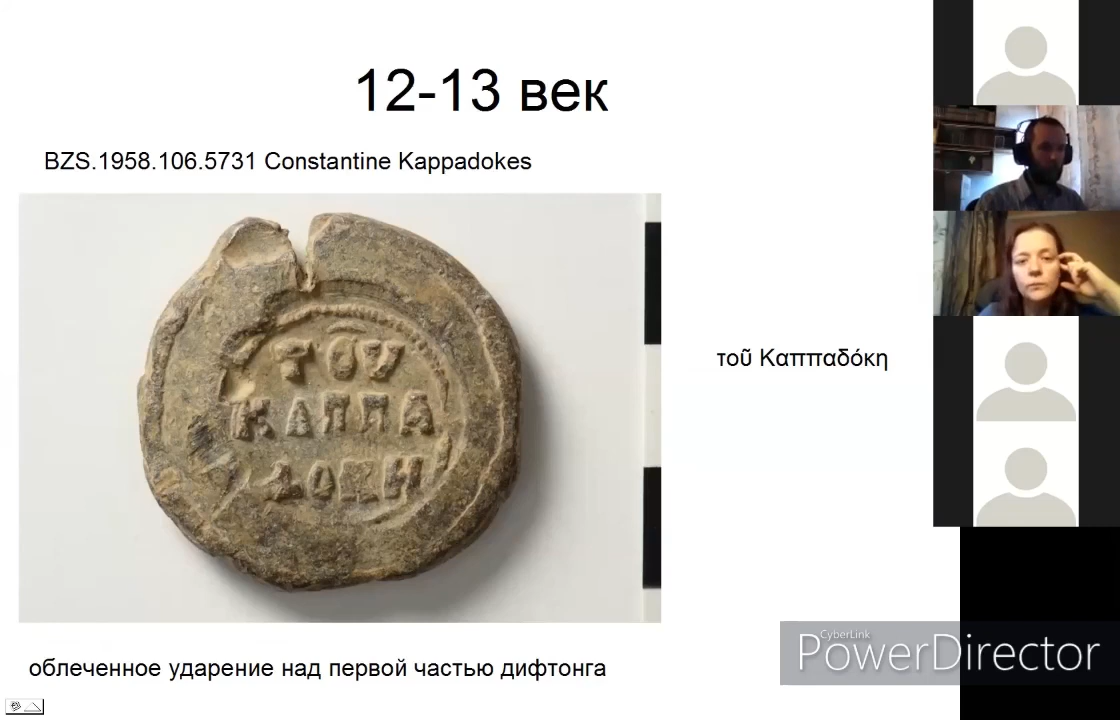 12-13 век
BZS.1958.106.5731 Constantine Kappadokes
ΤΟΥ
ΚΑΠΠΑ
ΔΟΚΗ
τοῦ Καππαδόκη
облеченное ударение над первой частью дифтонга
CyberLink
PowerDirector